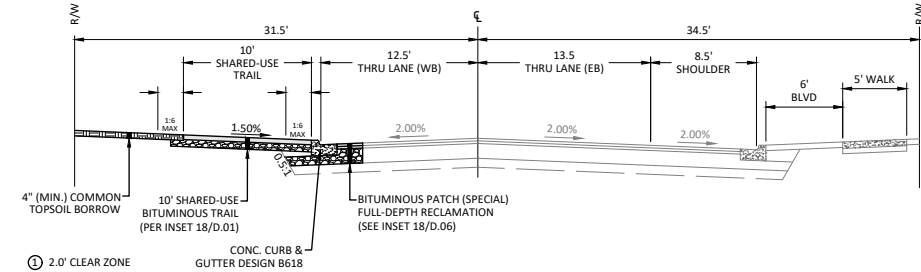 R/W
℄
R/W
31.5'
34.5'
10'
SHARED-USE
TRAIL
12.5'
THRU LANE (WB)
13.5
THRU LANE (EB)
8.5'
SHOULDER
6'
BLVD
5' WALK
1:6
MAX
1.50%
1:6
MAX
2.00%
2.00%
2.00%
0.5:1
4" (MIN.) COMMON
TOPSOIL BORROW
10' SHARED-USE
BITUMINOUS TRAIL
(PER INSET 18/D.01)
BITUMINOUS PATCH (SPECIAL)
FULL-DEPTH RECLAMATION
(SEE INSET 18/D.06)
CONC. CURB &
GUTTER DESIGN B618
1 2.0' CLEAR ZONE